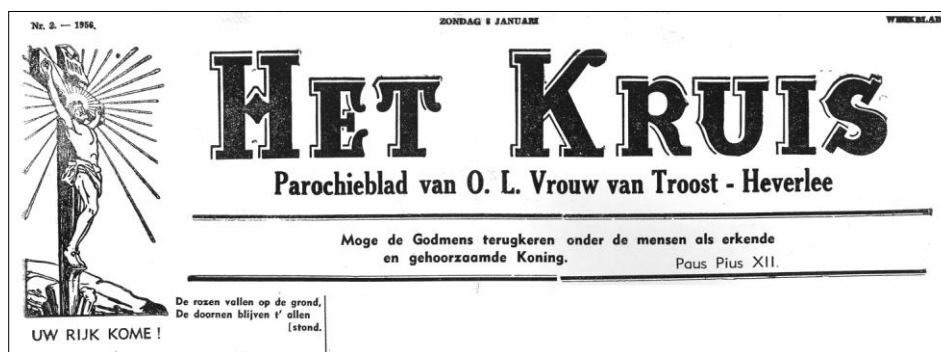 Nr. 2. — 1956.
ZONDAG 8 JANUARI
WEEKBLAD
HET KRUIS
Parochieblad van O. L. Vrouw van Troost - Heverlee
Moge de Godmens terugkeren onder de mensen als erkende
en gehoorzaamde Koning.
Paus Pius XII.
De rozen vallen op de grond,
De doornen blijven t' allen
[stond.
UW RIJK KOME !